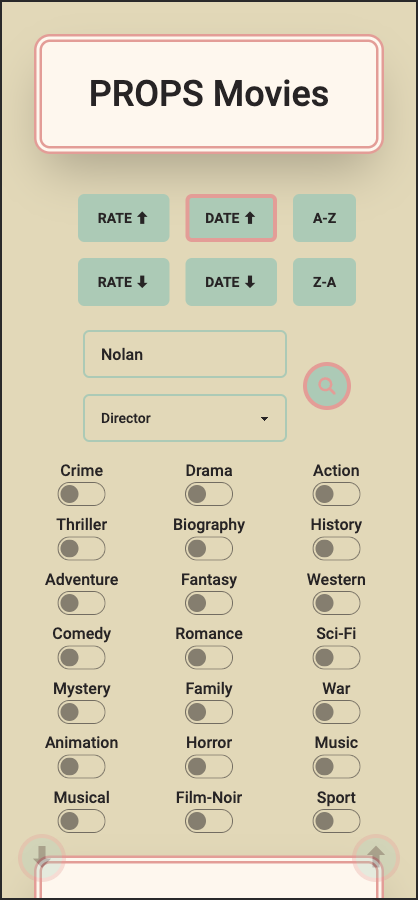 PROPS Movies
RATE ⬆ DATE ⬆ A-Z
RATE ⬇ DATE ⬇ Z-A
Nolan
Director
Crime Drama Action
Thriller Biography History
Adventure Fantasy Western
Comedy Romance Sci-Fi
Mystery Family War
Animation Horror Music
Musical Film-Noir Sport